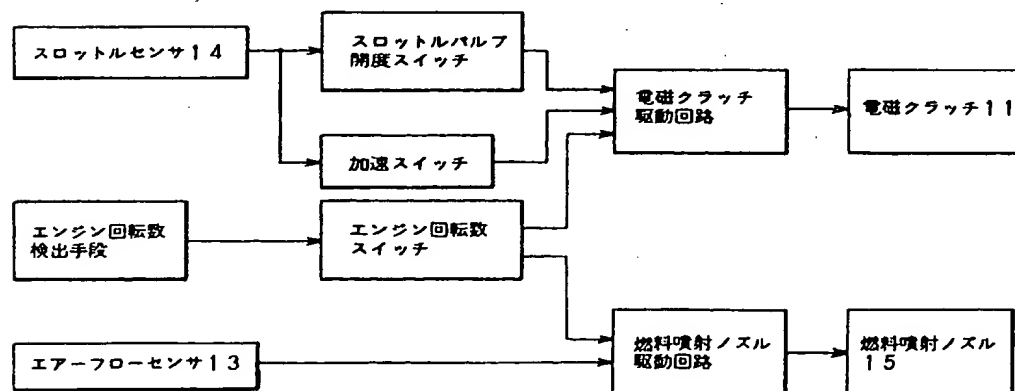 スロットルセンサ14
スロットルバルブ
開度スイッチ
加速スイッチ
電磁クラッチ
駆動回路
電磁クラッチ11
エンジン回転数
検出手段
エンジン回転数
スイッチ
エアーフローセンサ13
燃料噴射ノズル
駆動回路
燃料噴射ノズル
15